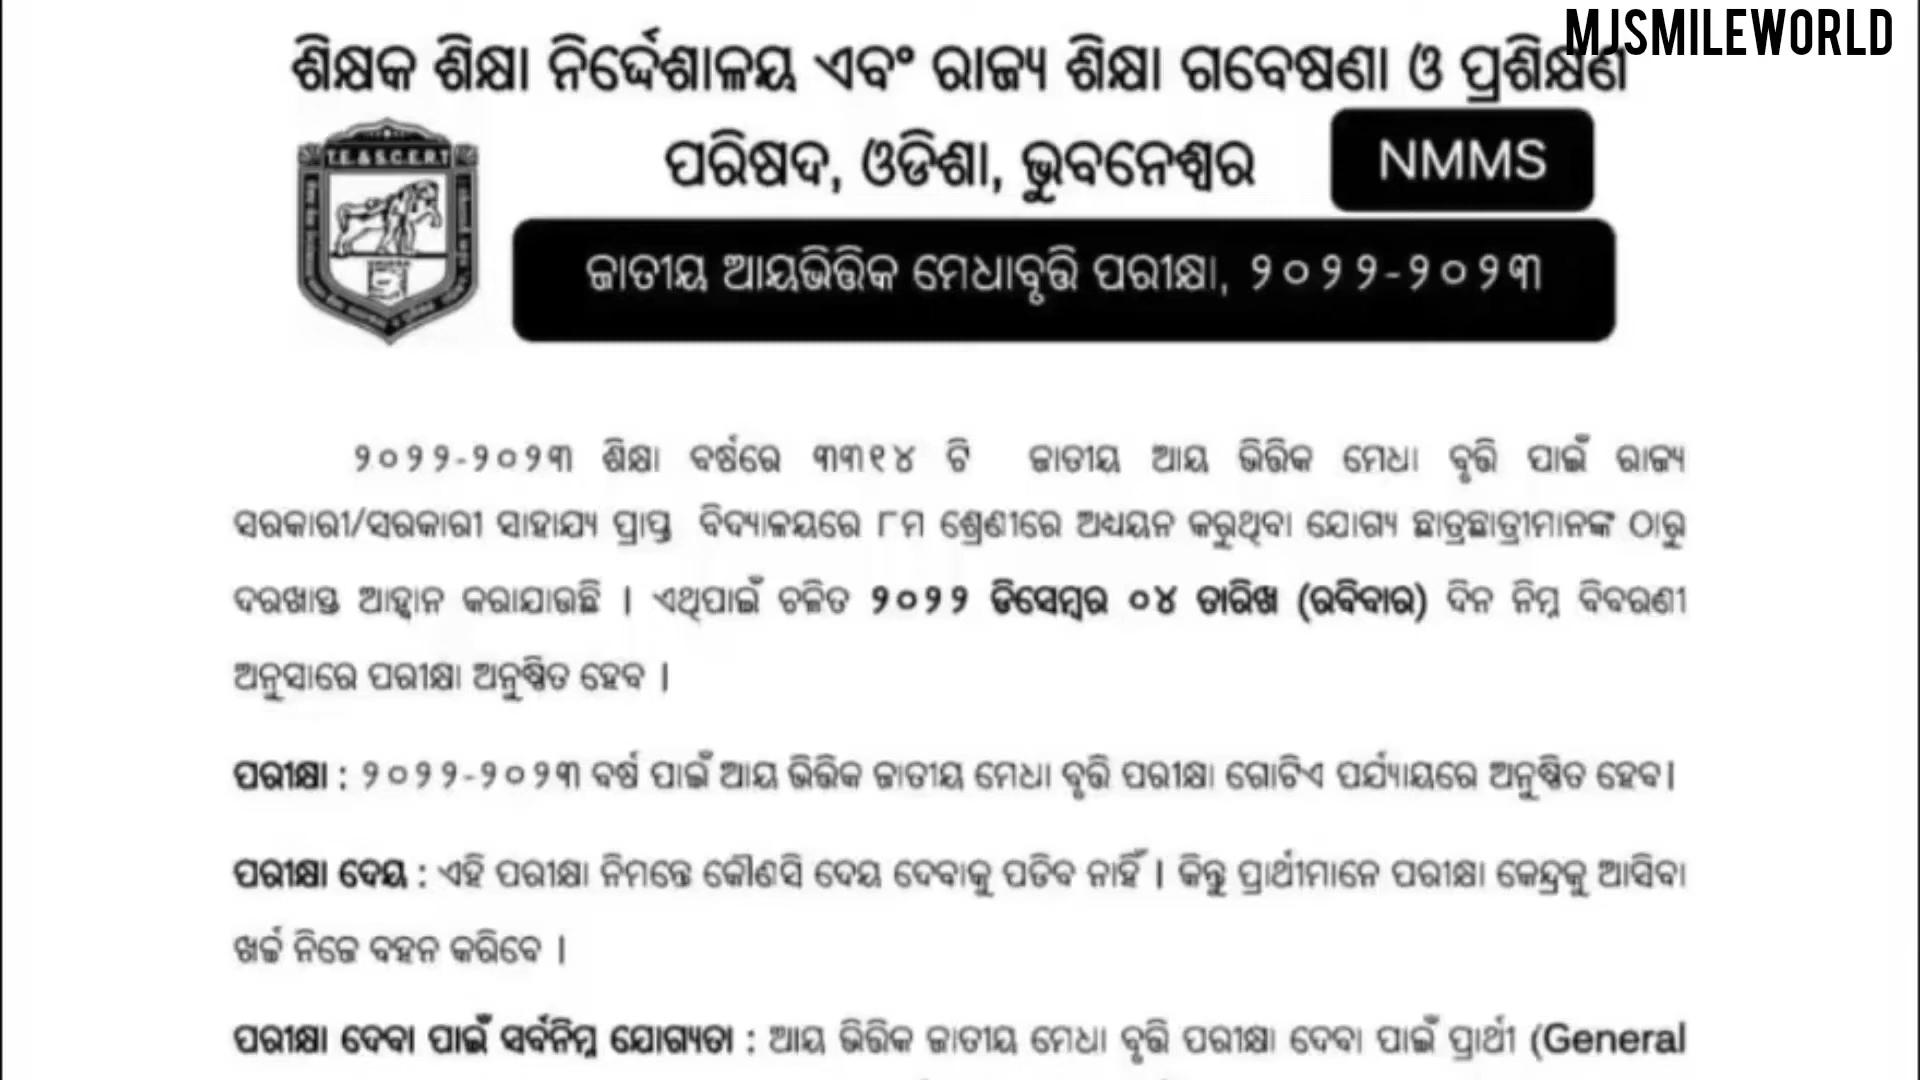 MJSMILEWORLD
ଶିକ୍ଷକ ଶିକ୍ଷା ନିର୍ଦ୍ଦେଶାଳୟ ଏବଂ ରାଜ୍ୟ ଶିକ୍ଷା ଗବେଷଣା ଓ ପ୍ରଶିକ୍ଷଣ
ପରିଷଦ, ଓଡିଶା, ଭୁବନେଶ୍ୱର
NMMS
T.E. & S.C.E.R.T
ଜାତୀୟ ଆୟଭିତ୍ତିକ ମେଧାବୃତ୍ତି ପରୀକ୍ଷା, ୨୦୨୨-୨୦୨୩
୨୦୨୨-୨୦୨୩ ଶିକ୍ଷା ବର୍ଷରେ ୩୩୧୪ ଟି ଜାତୀୟ ଆୟ ଭିତ୍ତିକ ମେଧା ବୃତ୍ତି ପାଇଁ ରାଜ୍ୟ
ସରକାରୀ/ସରକାରୀ ସାହାଯ୍ୟ ପ୍ରାପ୍ତ ବିଦ୍ୟାଳୟରେ ୮ମ ଶ୍ରେଣୀରେ ଅଧ୍ୟୟନ କରୁଥିବା ଯୋଗ୍ୟ ଛାତ୍ରଛାତ୍ରୀମାନଙ୍କ ଠାରୁ
ଦରଖାସ୍ତ ଆହ୍ୱାନ କରାଯାଉଛି । ଏଥିପାଇଁ ଚଳିତ ୨୦୨୨ ଡିସେମ୍ବର ୦୪ ତାରିଖ (ରବିବାର) ଦିନ ନିମ୍ନ ବିବରଣୀ
ଅନୁସାରେ ପରୀକ୍ଷା ଅନୁଷ୍ଠିତ ହେବ ।
ପରୀକ୍ଷା : ୨୦୨୨-୨୦୨୩ ବର୍ଷ ପାଇଁ ଆୟ ଭିତ୍ତିକ ଜାତୀୟ ମେଧା ବୃତ୍ତି ପରୀକ୍ଷା ଗୋଟିଏ ପର୍ଯ୍ୟାୟରେ ଅନୁଷ୍ଠିତ ହେବ।
ପରୀକ୍ଷା ଦେୟ : ଏହି ପରୀକ୍ଷା ନିମନ୍ତେ କୌଣସି ଦେୟ ଦେବାକୁ ପଡିବ ନାହିଁ । କିନ୍ତୁ ପ୍ରାର୍ଥୀମାନେ ପରୀକ୍ଷା କେନ୍ଦ୍ରକୁ ଆସିବା
ଖର୍ଚ୍ଚ ନିଜେ ବହନ କରିବେ ।
ପରୀକ୍ଷା ଦେବା ପାଇଁ ସର୍ବନିମ୍ନ ଯୋଗ୍ୟତା : ଆୟ ଭିତ୍ତିକ ଜାତୀୟ ମେଧା ବୃତ୍ତି ପରୀକ୍ଷା ଦେବା ପାଇଁ ପ୍ରାର୍ଥୀ (General